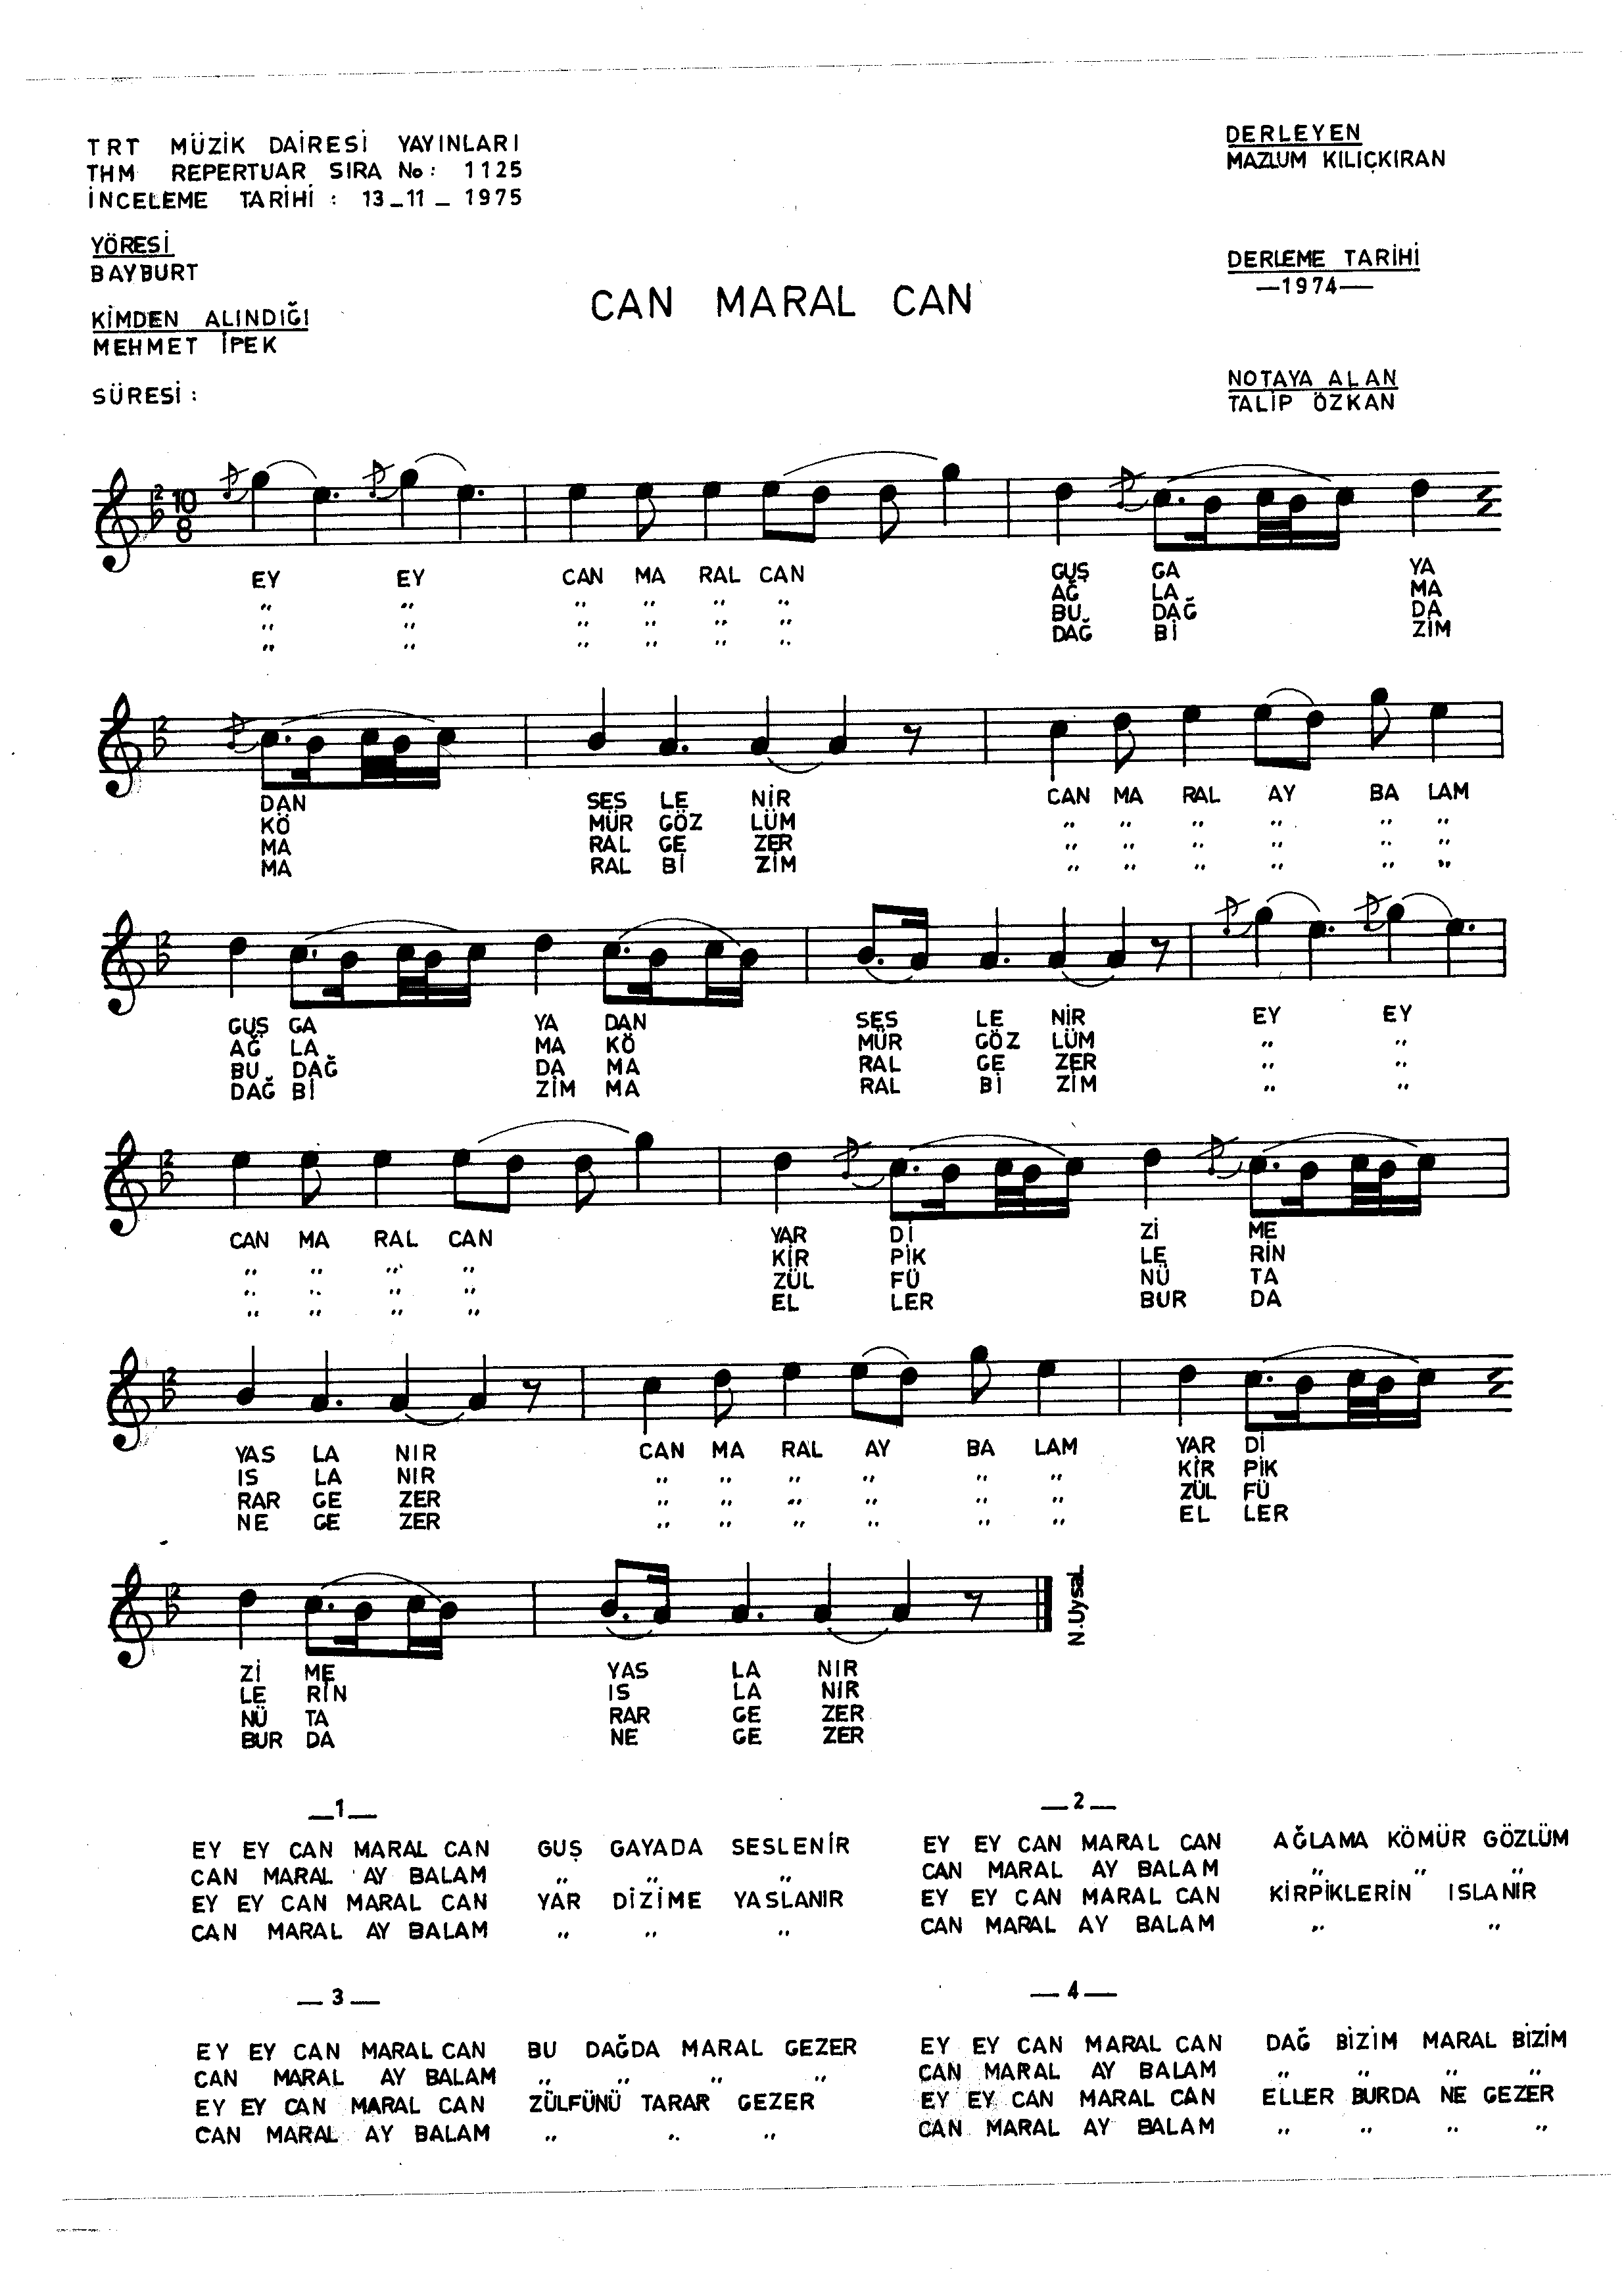 TRT MÜZİK DAİRESİ YAYINLARI
THM REPERTUAR SIRA No: 1125
İNCELEME TARİHİ : 13_11_1975
YÖRESİ
BAYBURT
KİMDEN ALINDIĞI
MEHMET İPEK
SÜRESİ :
DERLEYEN
MAZLUM KILIÇKIRAN
DERLEME TARİHİ
—1974—
NOTAYA ALAN
TALİP ÖZKAN
CAN MARAL CAN
10
8
EY EY CAN MA RAL CAN GUŞ GA YA
„ „ „ „ „ „ AĞ LA MA
„ „ „ „ „ „ BU DAĞ DA
„ „ „ „ „ „ DAĞ Bİ ZİM
DAN SES LE NİR CAN MA RAL AY BA LAM
KÖ MÜR GÖZ LÜM „ „ „ „ „ „
MA RAL GE ZER „ „ „ „ „ „
MA RAL Bİ ZİM „ „ „ „ „ „
GUŞ GA YA DAN SES LE NİR EY EY
AĞ LA MA KÖ MÜR GÖZ LÜM „ „
BU DAĞ DA MA RAL GE ZER „ „
DAĞ Bİ ZİM MA RAL Bİ ZİM „ „
CAN MA RAL CAN YAR Dİ Zİ ME
„ „ „ „ KİR PİK LE RİN
„ „ „ „ ZÜL FÜ NÜ TA
„ „ „ „ EL LER BUR DA
YAS LA NIR CAN MA RAL AY BA LAM YAR Dİ
IS LA NIR „ „ „ „ „ „ KİR PİK
RAR GE ZER „ „ „ „ „ „ ZÜL FÜ
NE GE ZER „ „ „ „ „ „ EL LER
N.Uysal
Zİ ME YAS LA NIR
LE RİN IS LA NIR
NÜ TA RAR GE ZER
BUR DA NE GE ZER
—1—
EY EY CAN MARAL CAN GUŞ GAYADA SESLENİR
CAN MARAL AY BALAM „ „ „
EY EY CAN MARAL CAN YAR DİZİME YASLANIR
CAN MARAL AY BALAM „ „ „
—2—
EY EY CAN MARAL CAN AĞLAMA KÖMÜR GÖZLÜM
CAN MARAL AY BALAM „ „ „
EY EY CAN MARAL CAN KİRPİKLERİN ISLANIR
CAN MARAL AY BALAM „ „
—3—
EY EY CAN MARAL CAN BU DAĞDA MARAL GEZER
CAN MARAL AY BALAM „ „ „ „
EY EY CAN MARAL CAN ZÜLFÜNÜ TARAR GEZER
CAN MARAL AY BALAM „ „ „
—4—
EY EY CAN MARAL CAN DAĞ BİZİM MARAL BİZİM
CAN MARAL AY BALAM „ „ „ „
EY EY CAN MARAL CAN ELLER BURDA NE GEZER
CAN MARAL AY BALAM „ „ „ „